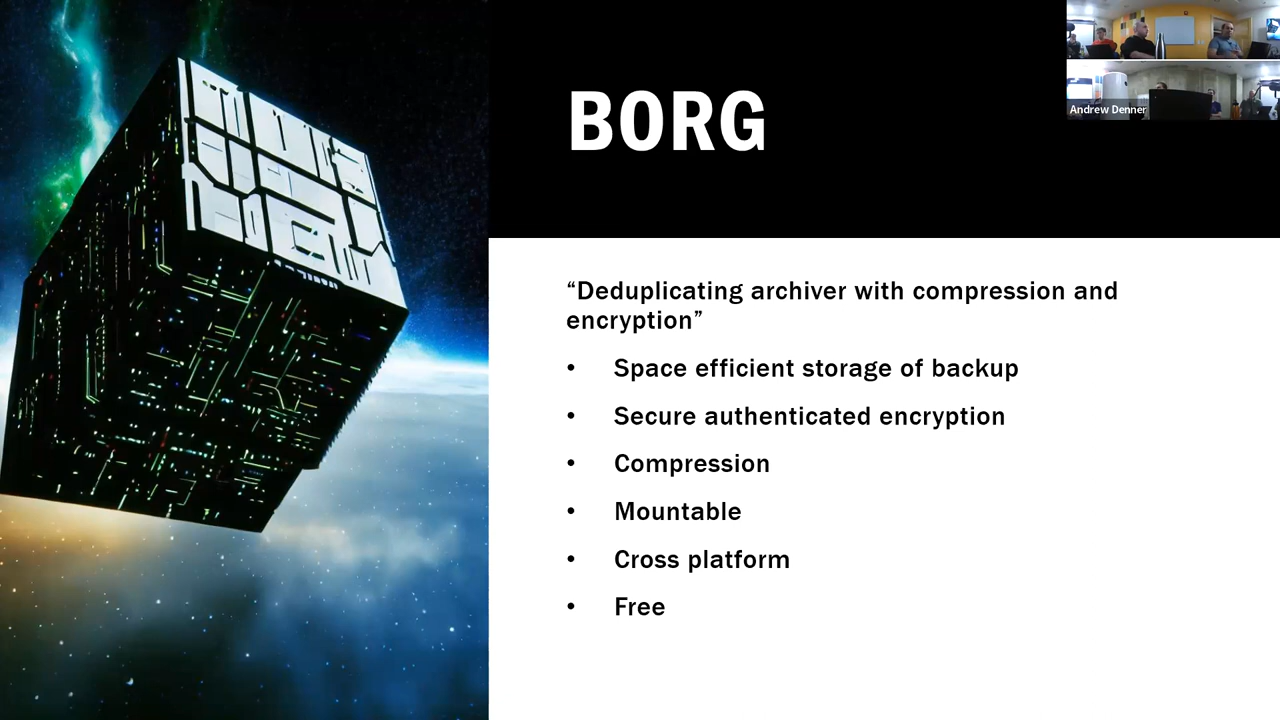 BORG
Andrew Denner
“Deduplicating archiver with compression and
encryption”
• Space efficient storage of backup
• Secure authenticated encryption
• Compression
• Mountable
• Cross platform
• Free